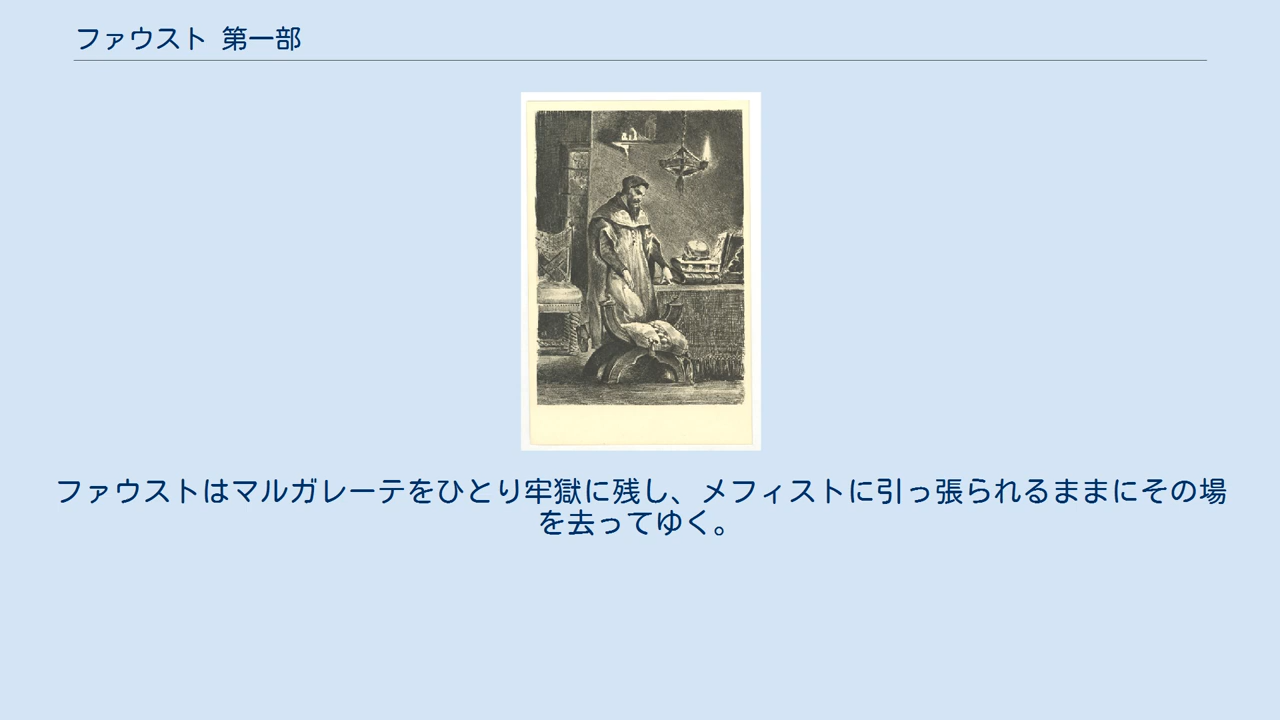 ファウスト 第一部
ファウストはマルガレーテをひとり牢獄に残し、メフィストに引っ張られるままにその場
を去ってゆく。